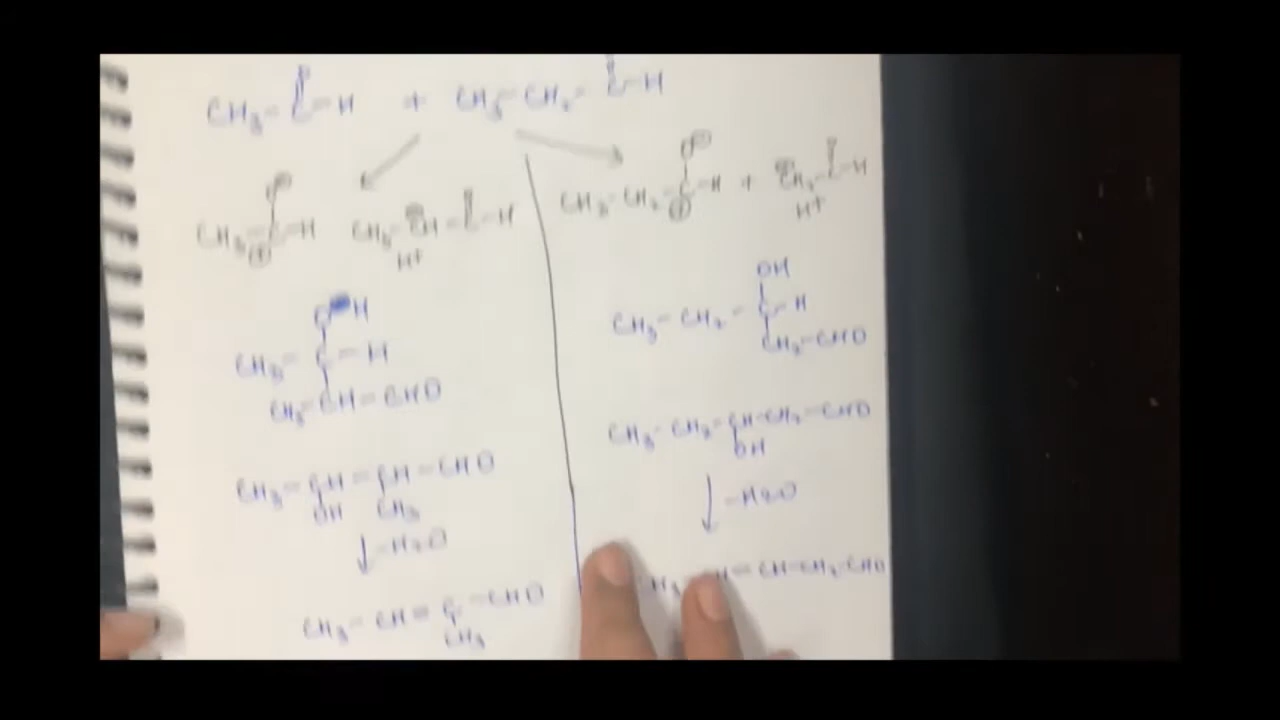 O
CH3-C-H + CH3-CH2-C-H
O⊖
CH3-C-H
⊕
O
CH3-⊖CH-C-H
H+
OH
CH3-C-H
CH3-CH-CHO
CH3-CH-CH-CHO
OH CH3
↓ -H2O
CH3-CH=C-CHO
CH3
O⊖
CH3-CH2-C-H +
⊕
O
⊖CH2-C-H
H+
OH
CH3-CH2-C-H
CH2-CHO
CH3-CH2-CH-CH2-CHO
OH
↓ -H2O
=CH-CH2-CHO